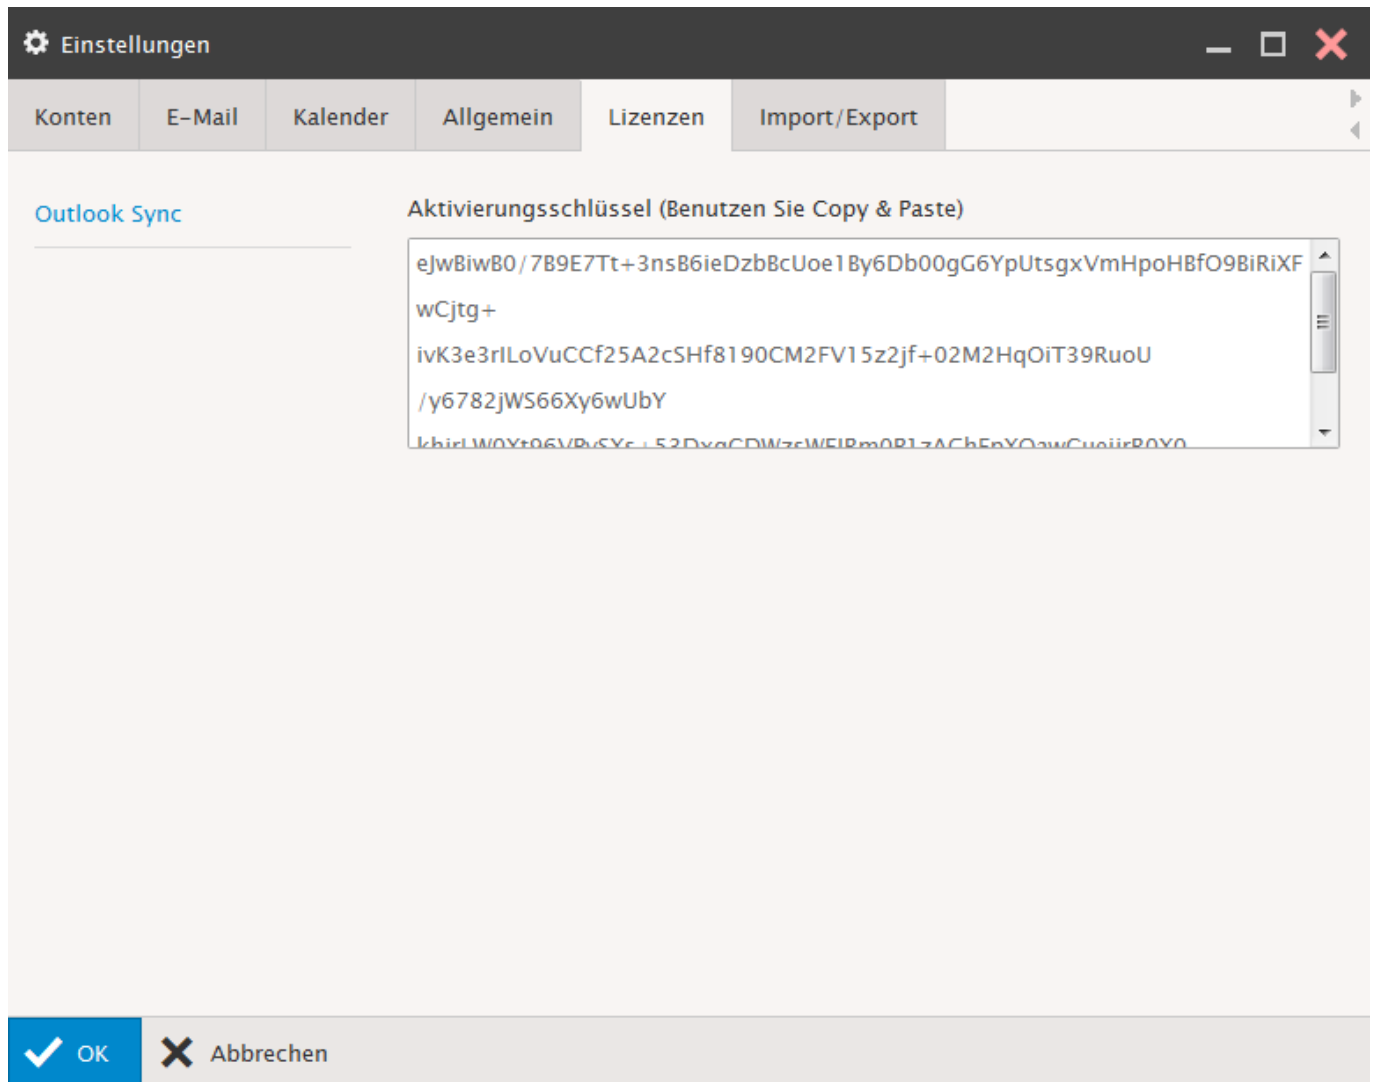 Einstellungen
Konten E-Mail Kalender Allgemein Lizenzen Import/Export
Outlook Sync
Aktivierungsschlüssel (Benutzen Sie Copy & Paste)
eJwBiwB0/7B9E7Tt+3nsB6ieDzbBcUoe1By6Db00gG6YpUtsgxVmHpoHBfO9BiRiXF
wCjtg+
ivK3e3rILoVuCCf25A2cSHf8190CM2FV15z2jf+02M2HqOiT39RuoU
/y6782jWS66Xy6wUbY
OK Abbrechen